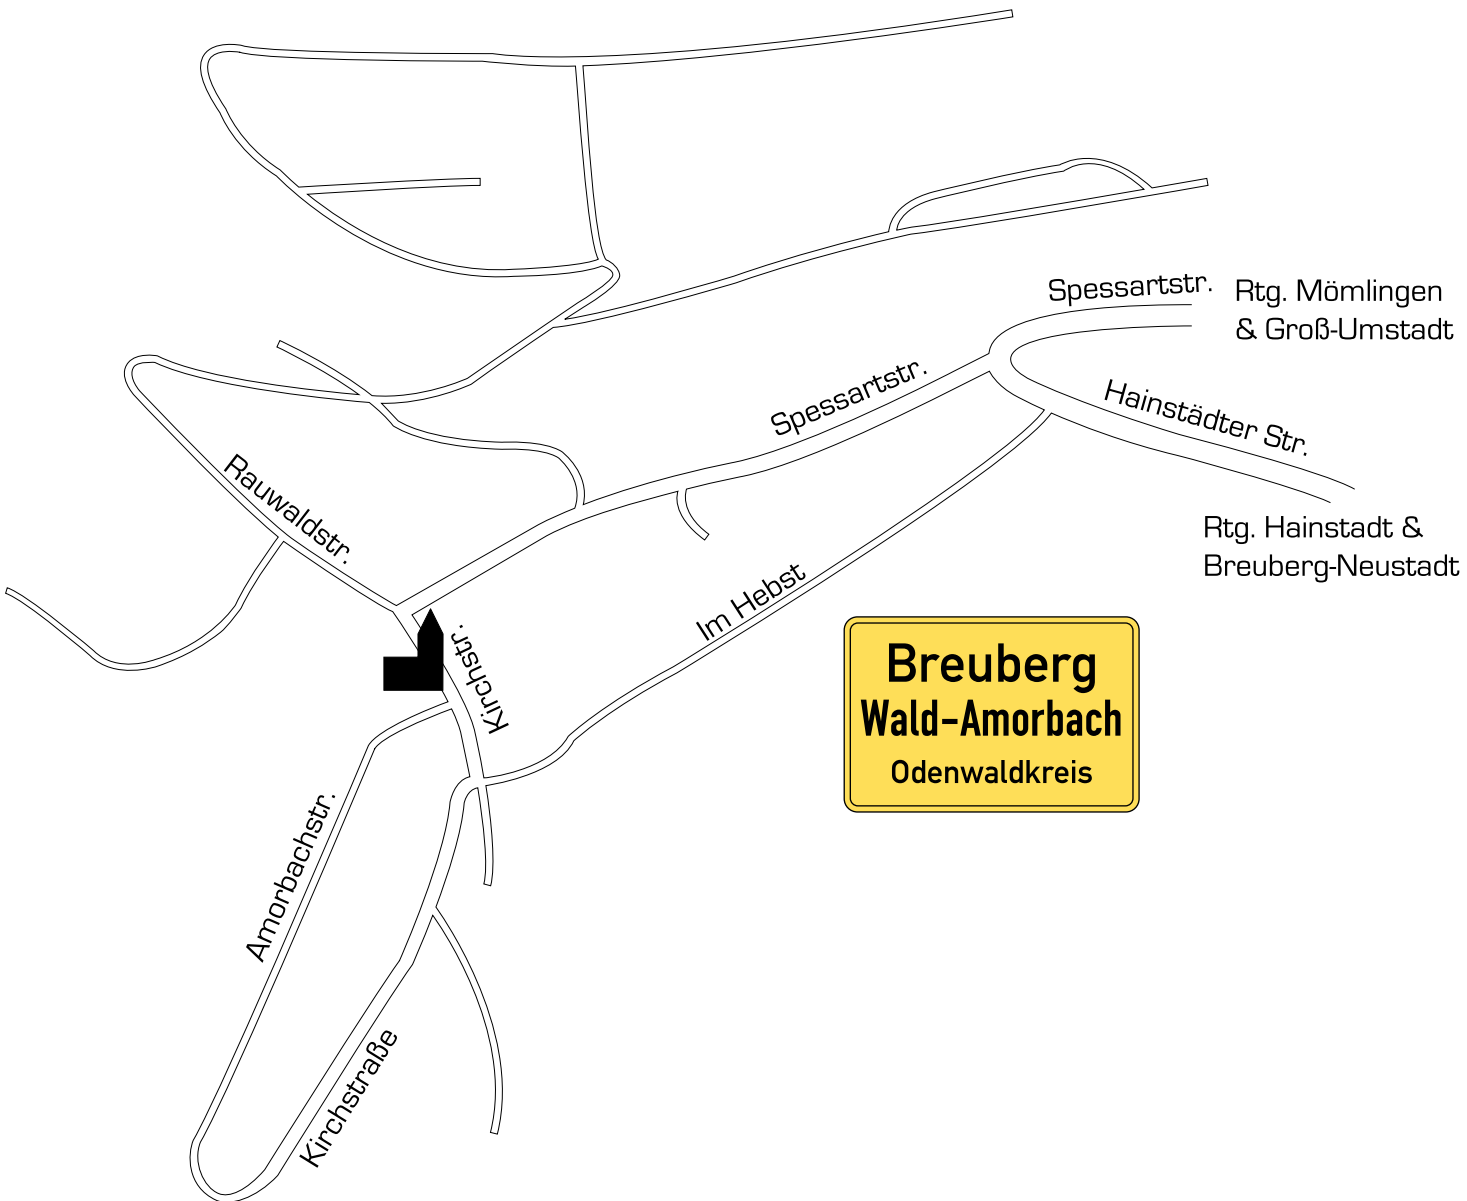 Spessartstr.
Rtg. Mömlingen
& Groß-Umstadt
Spessartstr.
Hainstädter Str.
Rauwaldstr.
Rtg. Hainstadt &
Breuberg-Neustadt
Im Hebst
Kirchstr.
Breuberg
Wald-Amorbach
Odenwaldkreis
Amorbachstr.
Kirchstraße